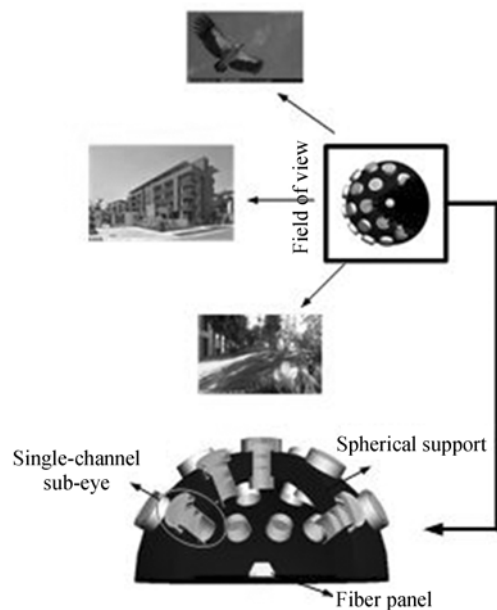 Field of view
Single-channel
sub-eye
Spherical support
Fiber panel